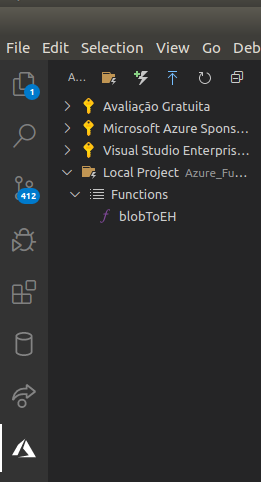 File Edit Selection View Go Deb
A...
1
Avaliação Gratuita
Microsoft Azure Spons...
Visual Studio Enterpris...
412
Local Project Azure_Fu...
Functions
f blobToEH